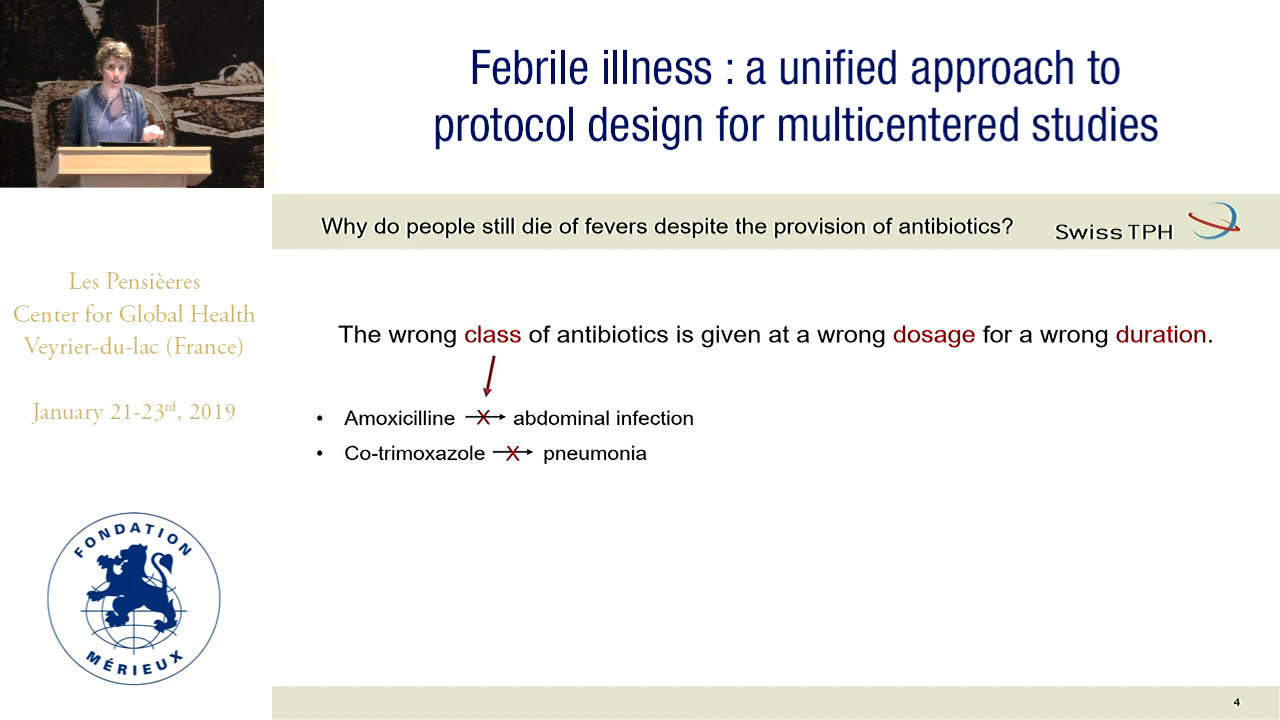 Febrile illness : a unified approach to
protocol design for multicentered studies
Why do people still die of fevers despite the provision of antibiotics?
Swiss TPH
Les Pensièeres
Center for Global Health
Veyrier-du-lac (France)
January 21-23rd, 2019
The wrong class of antibiotics is given at a wrong dosage for a wrong duration.
• Amoxicilline X abdominal infection
• Co-trimoxazole X pneumonia
FONDATION
MÉRIEUX
4